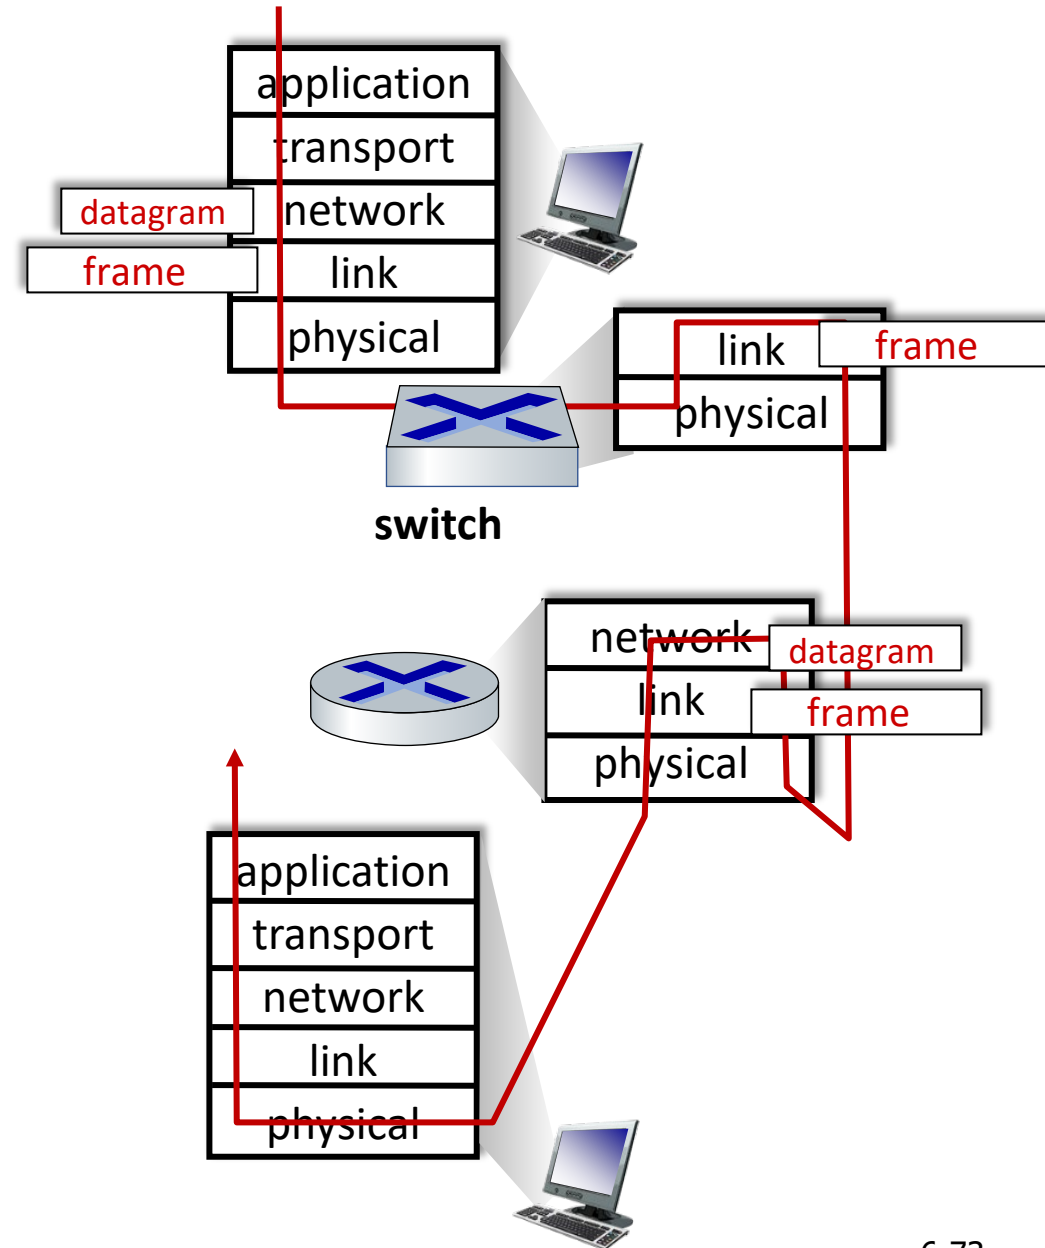 application
transport
datagram
network
frame
link
physical
link
frame
physical
switch
network
datagram
link
frame
physical
application
transport
network
link
physical